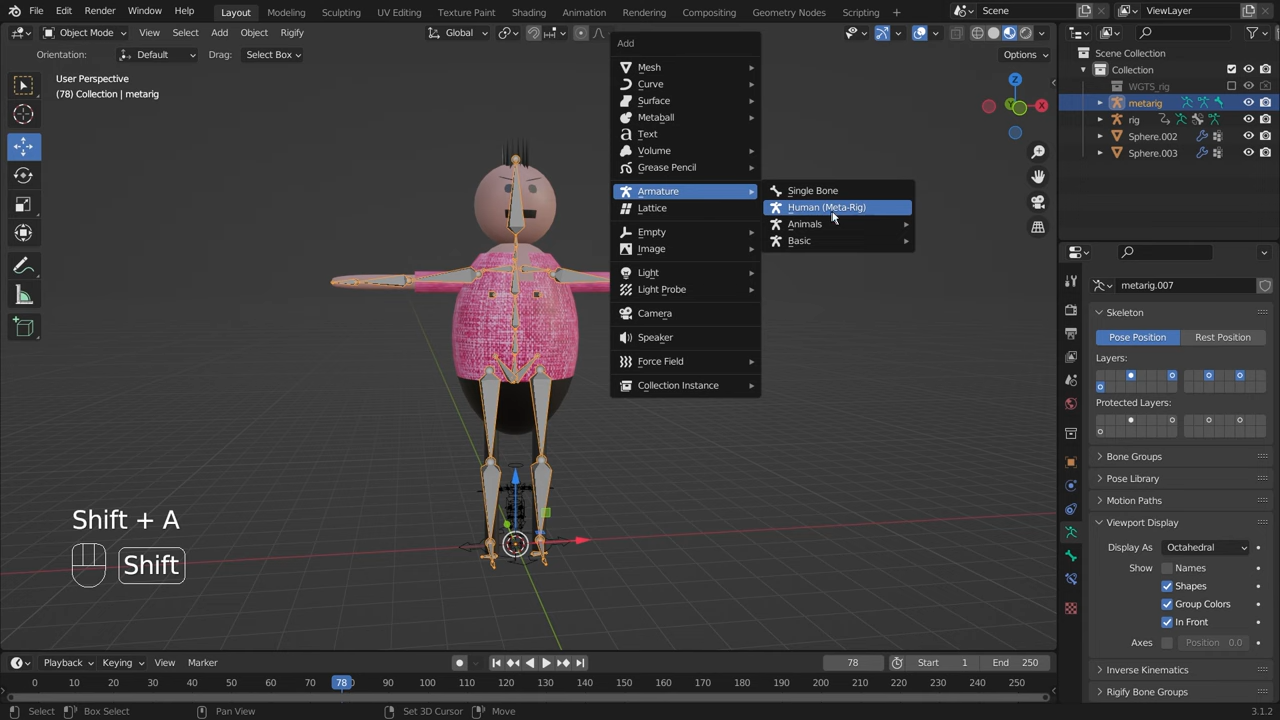 File Edit Render Window Help Layout Modeling Sculpting UV Editing Texture Paint Shading Animation Rendering Compositing Geometry Nodes Scripting Scene ViewLayer
Object Mode View Select Add Object Rigify Global
Orientation: Default Drag: Select Box Options
User Perspective
(78) Collection | metarig
Add
Mesh
Curve
Surface
Metaball
Text
Volume
Grease Pencil
Armature
Lattice
Empty
Image
Light
Light Probe
Camera
Speaker
Force Field
Collection Instance
Single Bone
Human (Meta-Rig)
Animals
Basic
Z
X
Y
Scene Collection
Collection
WGTS_rig
metarig
rig
Sphere.002
Sphere.003
metarig.007
Skeleton
Pose Position Rest Position
Layers:
Protected Layers:
Bone Groups
Pose Library
Motion Paths
Viewport Display
Display As Octahedral
Show Names
Shapes
Group Colors
In Front
Axes Position 0.0
Inverse Kinematics
Rigify Bone Groups
Shift + A
Shift
Playback Keying View Marker 78 Start 1 End 250
0 10 20 30 40 50 60 70 78 90 100 110 120 130 140 150 160 170 180 190 200 210 220 230 240 250
Select Box Select Pan View Set 3D Cursor Move 3.1.2